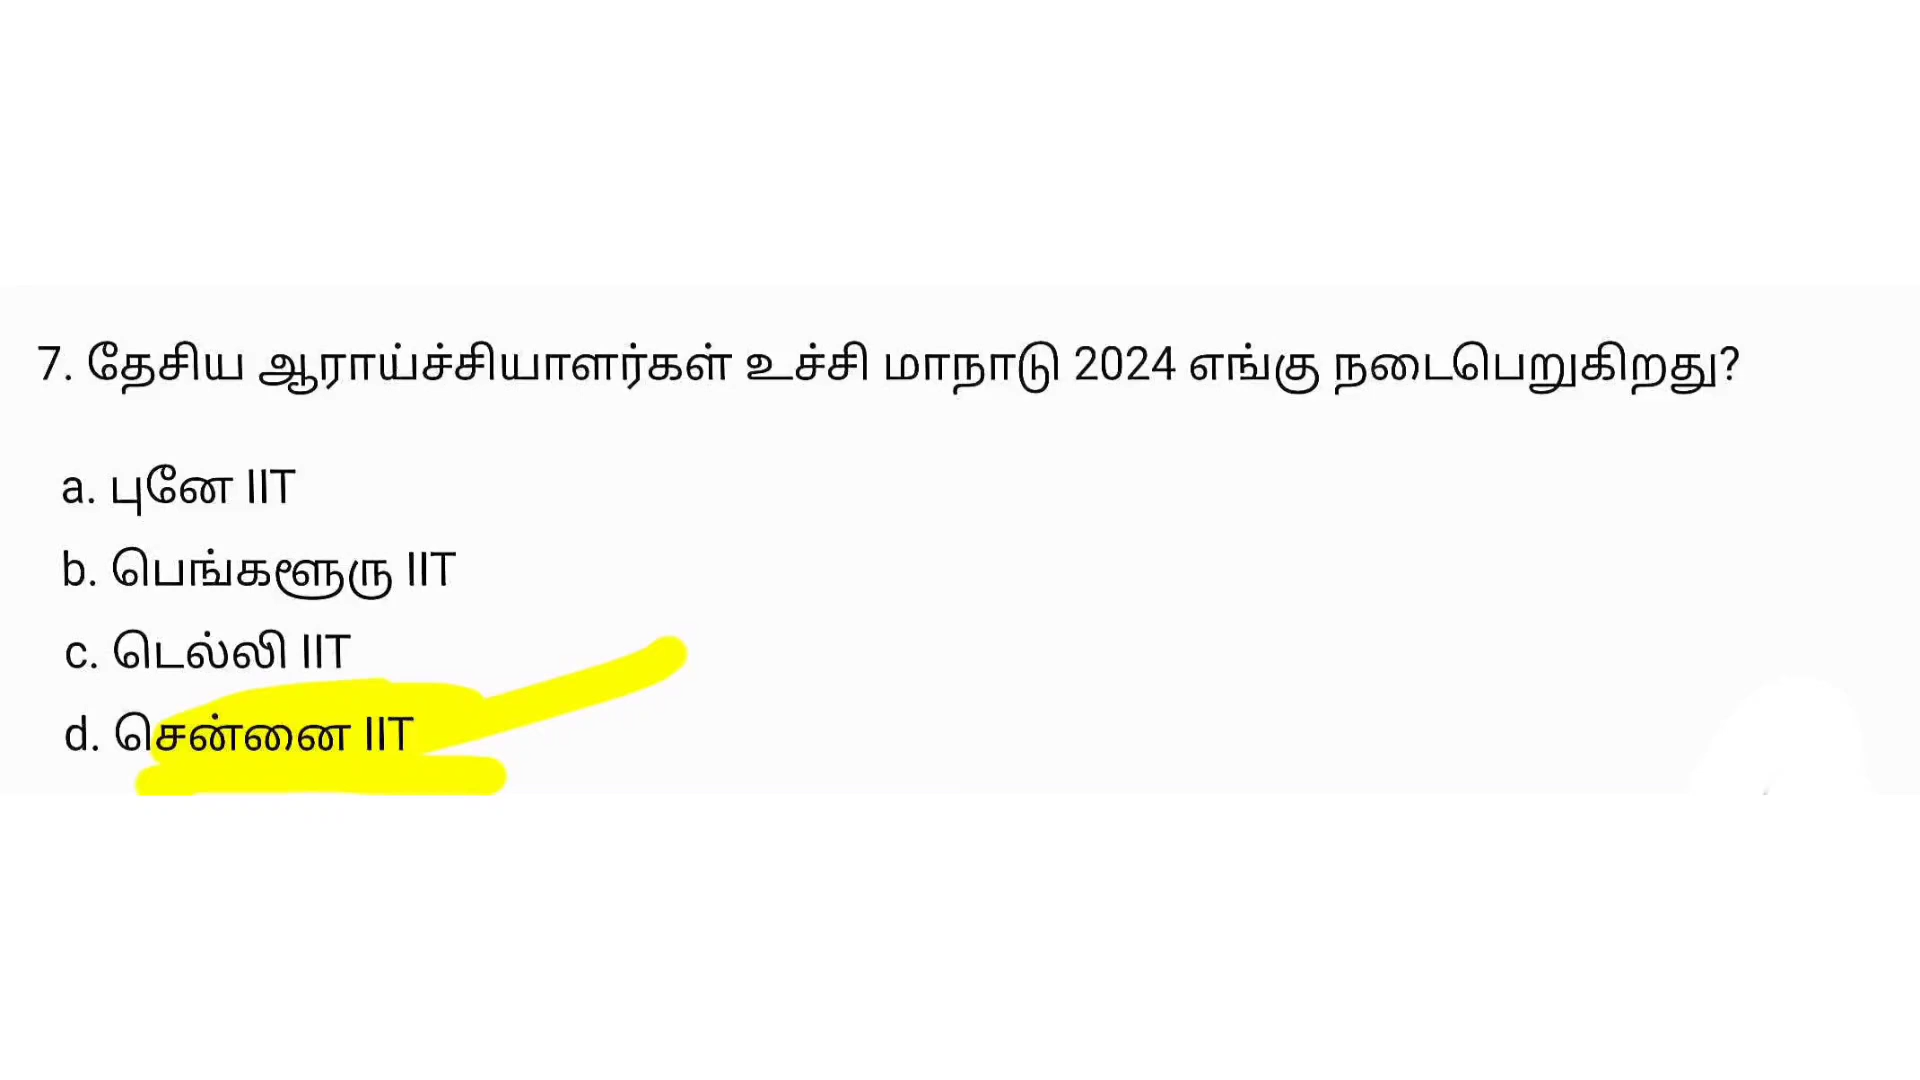 7. தேசிய ஆராய்ச்சியாளர்கள் உச்சி மாநாடு 2024 எங்கு நடைபெறுகிறது?
a. புனே IIT
b. பெங்களூரு IIT
c. டெல்லி IIT
d. சென்னை IIT